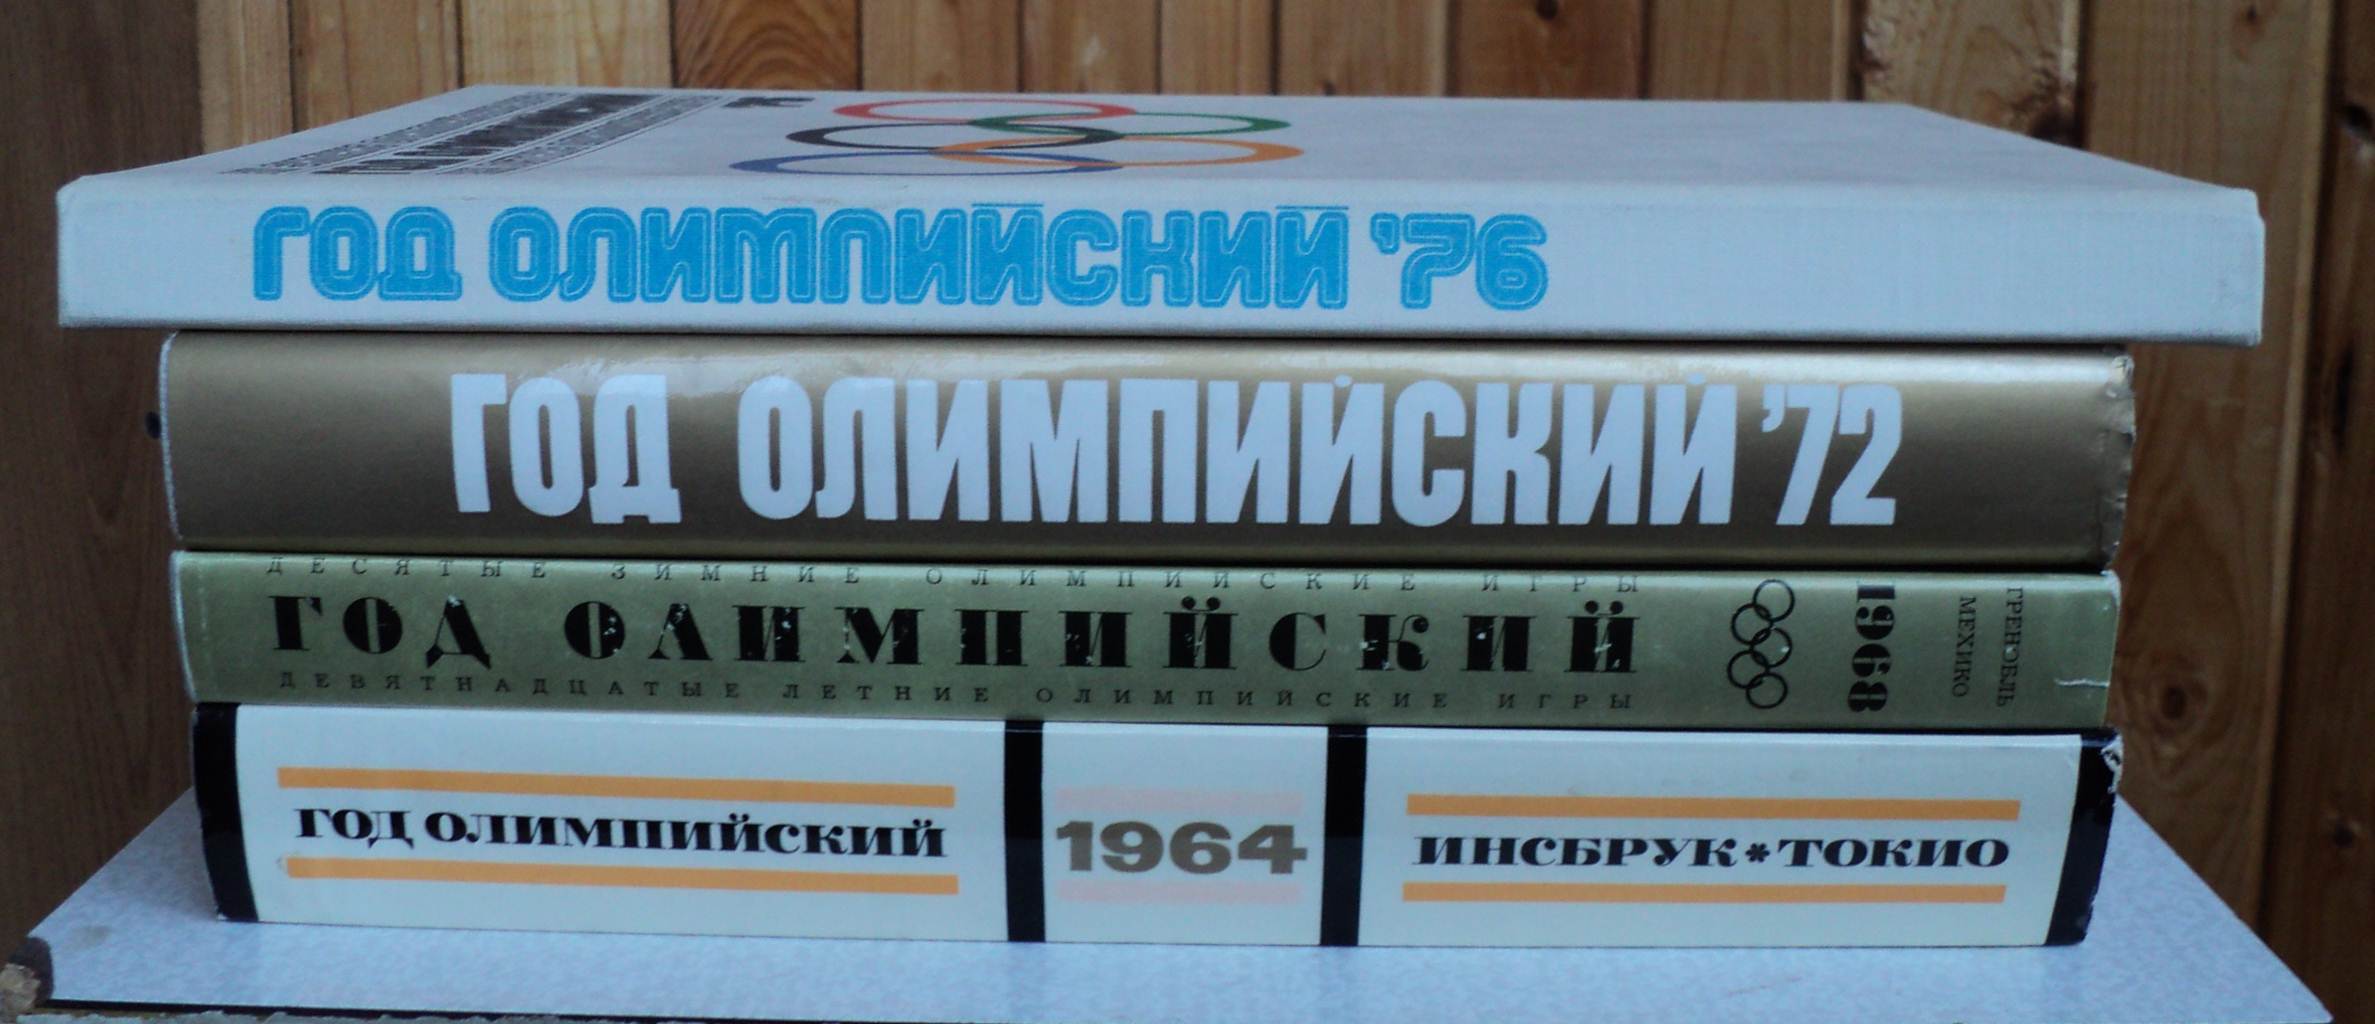 ГОД ОЛИМПИЙСКИЙ '76
ГОД ОЛИМПИЙСКИЙ '72
ДЕСЯТЫЕ ЗИМНИЕ ОЛИМПИЙСКИЕ ИГРЫ
ГОД ОЛИМПИЙСКИЙ
ДЕВЯТНАДЦАТЫЕ ЛЕТНИЕ ОЛИМПИЙСКИЕ ИГРЫ
1968
ГРЕНОБЛЬ
МЕХИКО
ГОД ОЛИМПИЙСКИЙ
1964
ИНСБРУК * ТОКИО